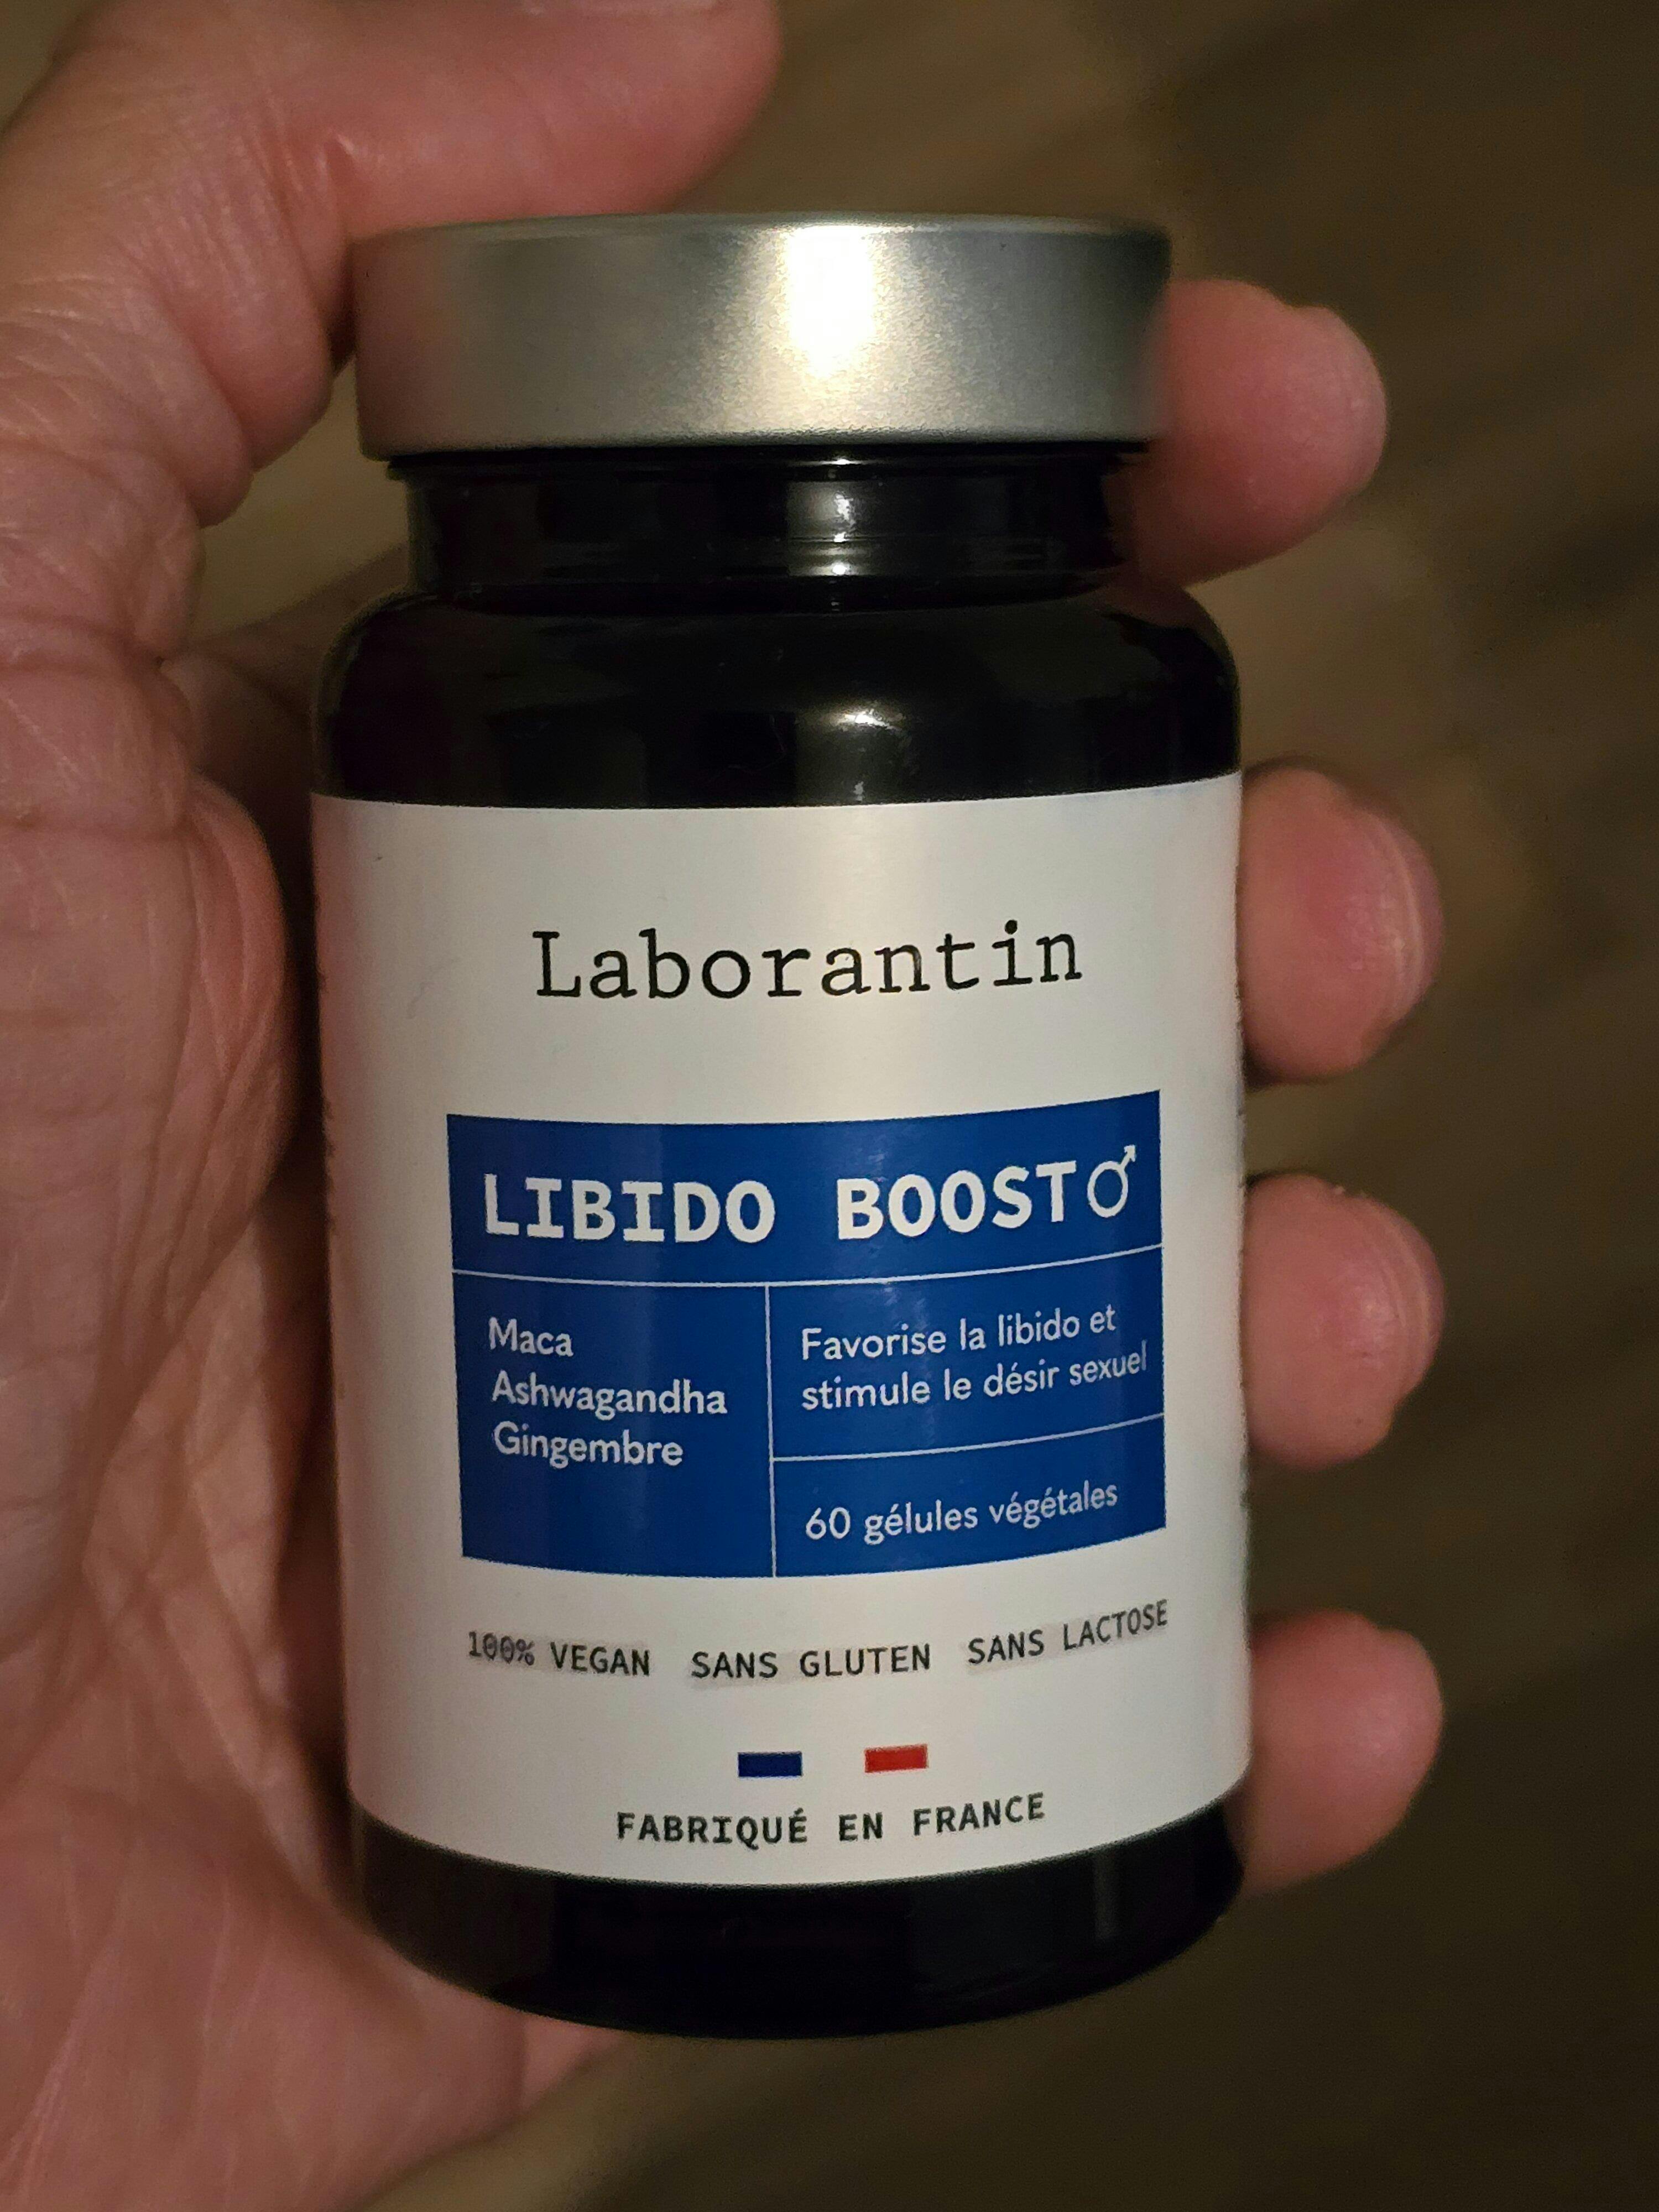 Laborantin
LIBIDO BOOST♂
Maca
Ashwagandha
Gingembre
Favorise la libido et
stimule le désir sexuel
60 gélules végétales
100% VEGAN SANS GLUTEN SANS LACTOSE
FABRIQUÉ EN FRANCE